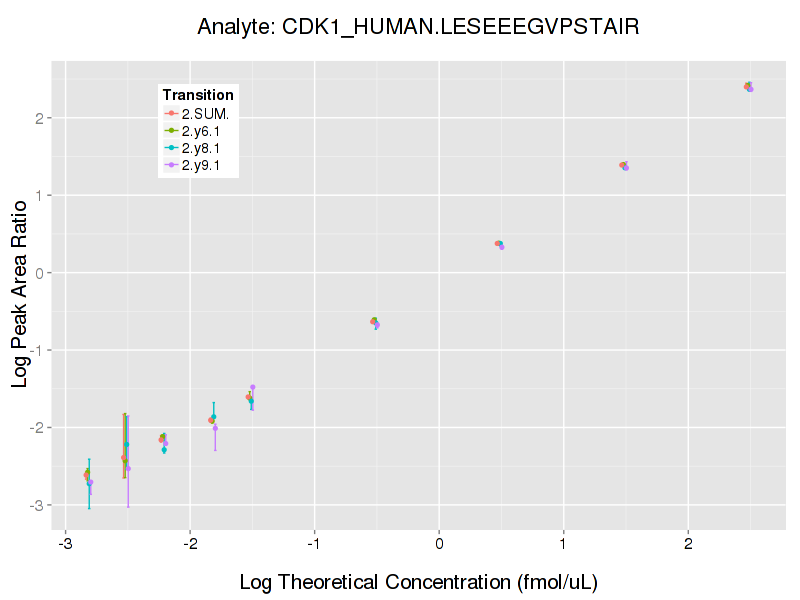 Analyte: CDK1_HUMAN.LESEEEGVPSTAIR
Transition
2.SUM.
2.y6.1
2.y8.1
2.y9.1
Log Peak Area Ratio
2
1
0
-1
-2
-3
-3 -2 -1 0 1 2
Log Theoretical Concentration (fmol/uL)